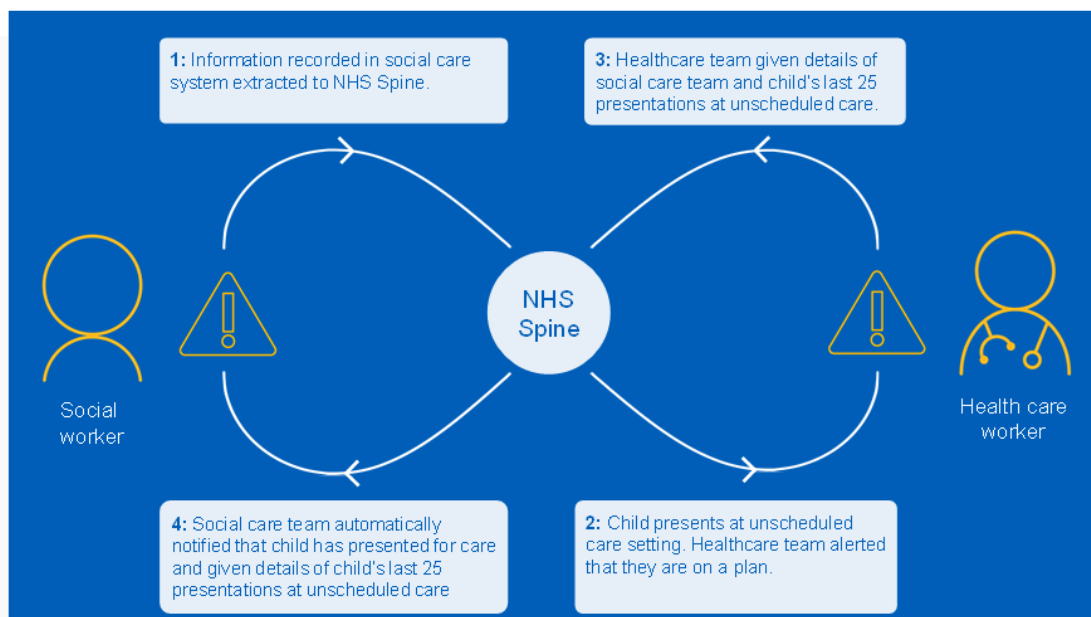 1: Information recorded in social care
system extracted to NHS Spine.
3: Healthcare team given details of
social care team and child's last 25
presentations at unscheduled care.
NHS
Spine
Social
worker
Health care
worker
4: Social care team automatically
notified that child has presented for care
and given details of child's last 25
presentations at unscheduled care
2: Child presents at unscheduled
care setting. Healthcare team alerted
that they are on a plan.